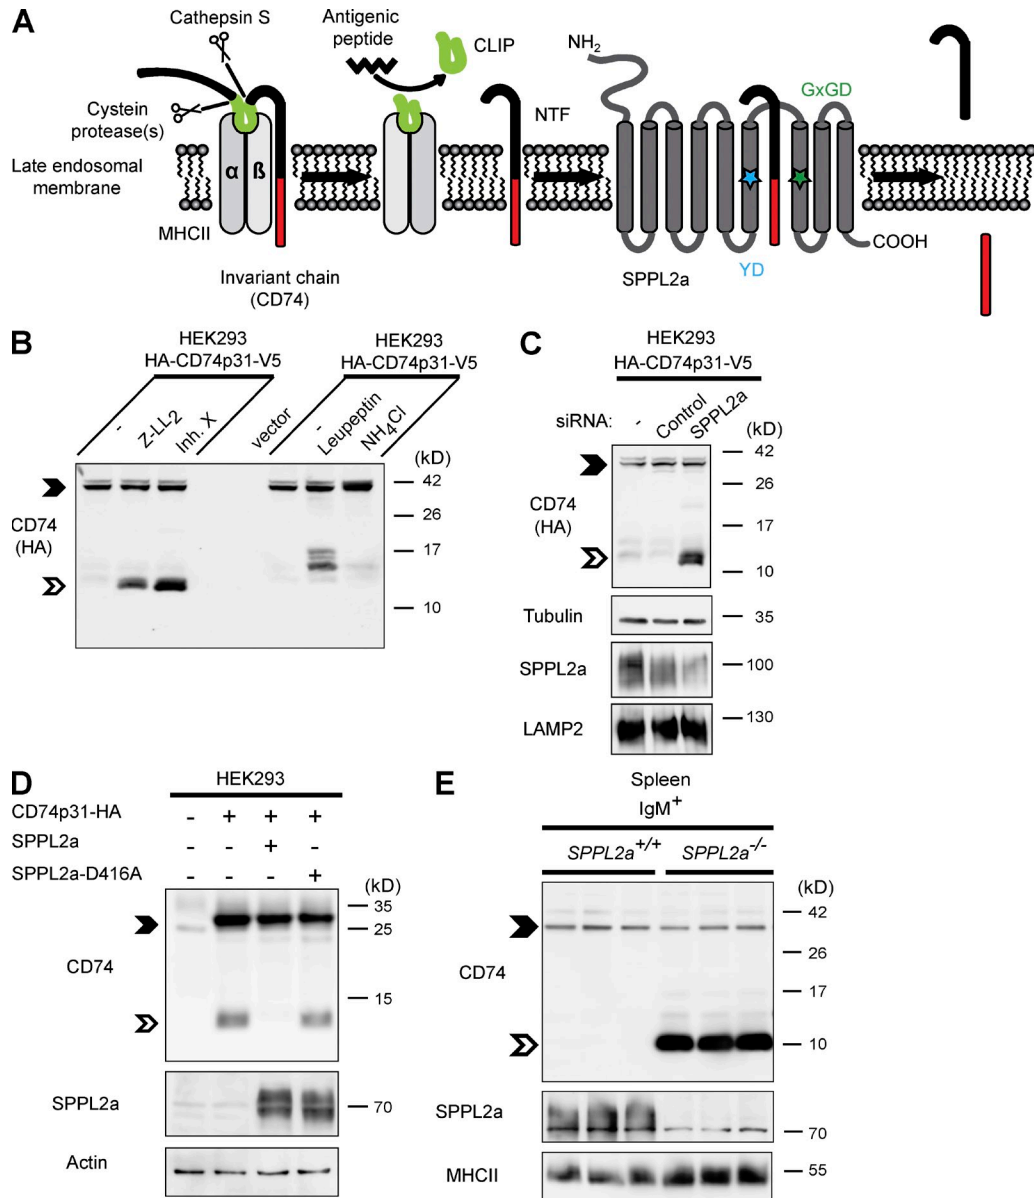 A
Cathepsin S
Antigenic
peptide
CLIP
NH2
GxGD
Cystein
protease(s)
NTF
Late endosomal
membrane
α
ß
MHCII
COOH
SPPL2a
YD
Invariant chain
(CD74)
B
HEK293
HA-CD74p31-V5
HEK293
HA-CD74p31-V5
-
Z-LL2
Inh. X
vector
-
Leupeptin
NH4Cl
(kD)
42
26
17
10
CD74
(HA)
C
HEK293
HA-CD74p31-V5
siRNA:
-
Control
SPPL2a
(kD)
42
26
17
10
CD74
(HA)
Tubulin
35
SPPL2a
100
LAMP2
130
D
HEK293
CD74p31-HA - + + +
SPPL2a - - + -
SPPL2a-D416A - - - +
(kD)
35
25
15
CD74
SPPL2a
70
Actin
E
Spleen
IgM+
SPPL2a+/+ SPPL2a-/-
(kD)
42
26
17
10
CD74
SPPL2a
70
MHCII
55